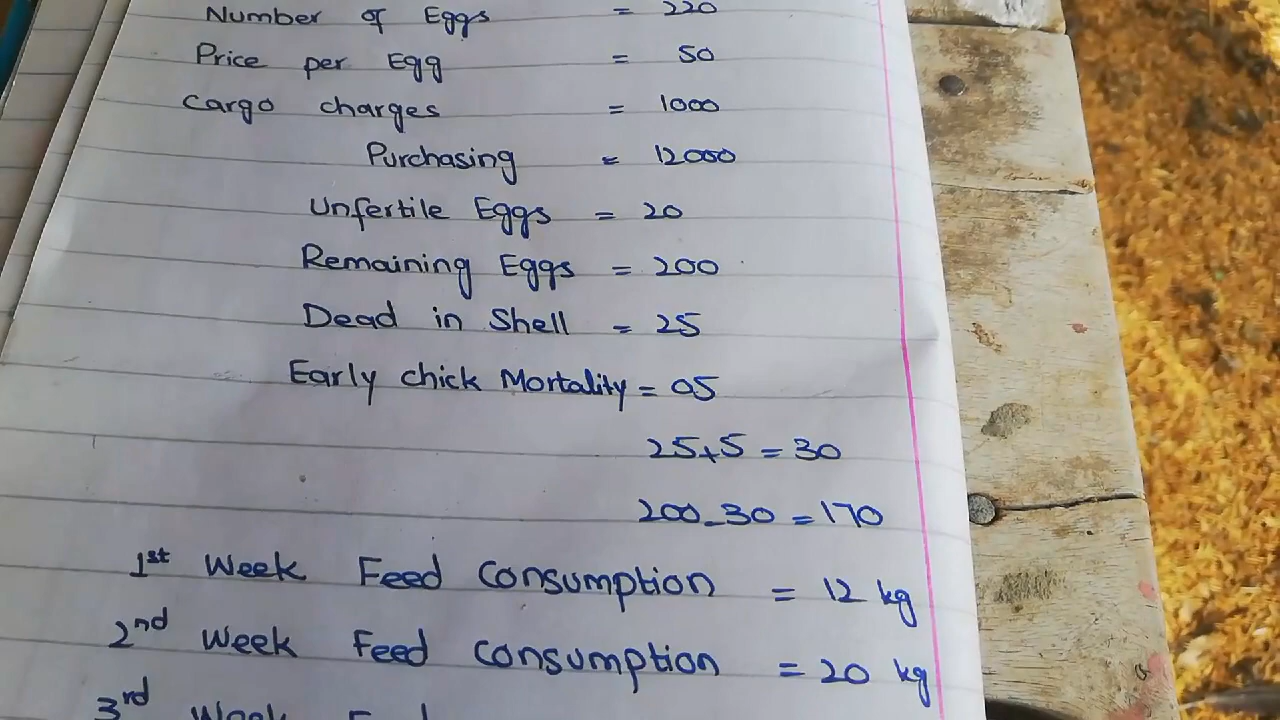 Number of Eggs = 220
Price per Egg = 50
Cargo charges = 1000
Purchasing = 12000
Unfertile Eggs = 20
Remaining Eggs = 200
Dead in Shell = 25
Early chick Mortality = 05
25+5 = 30
200-30 = 170
1st Week Feed Consumption = 12 kg
2nd Week Feed Consumption = 20 kg
3rd Week